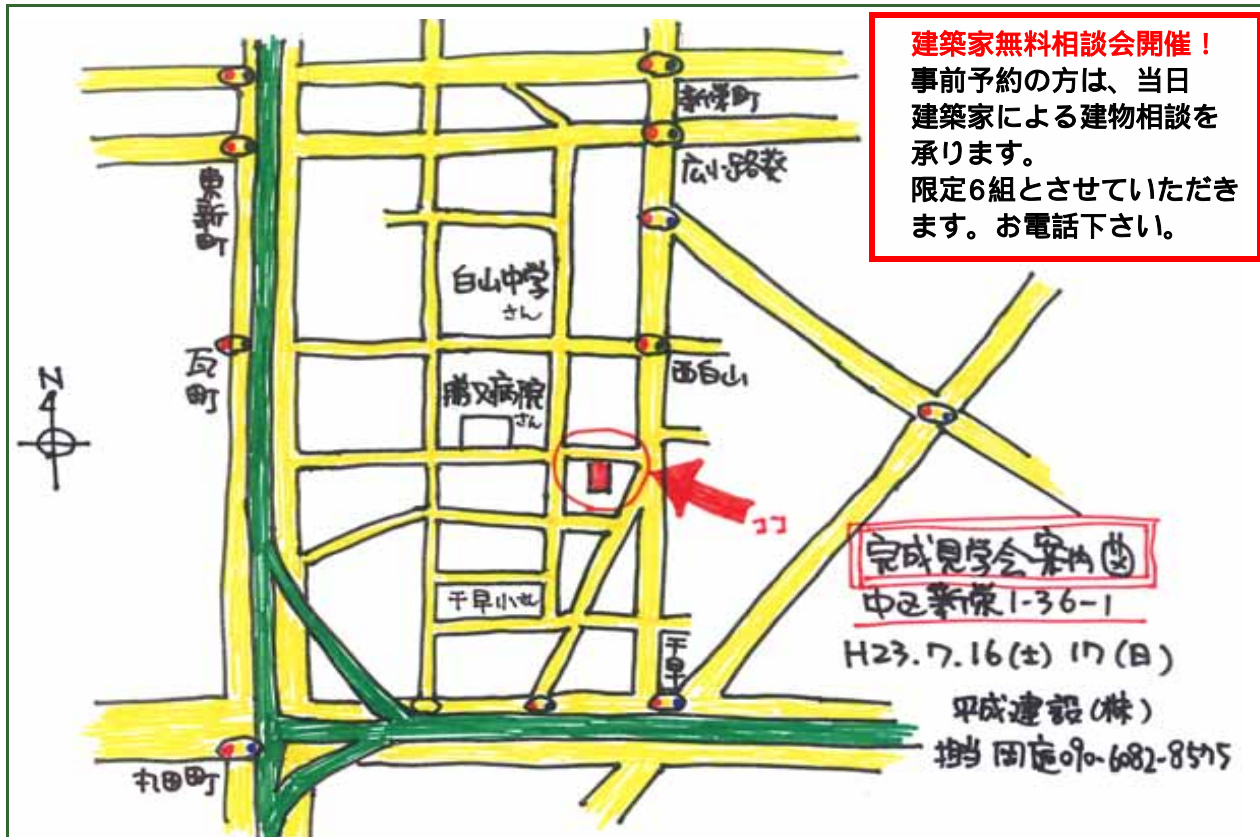 建築家無料相談会開催！
事前予約の方は、当日
建築家による建物相談を
承ります。
限定6組とさせていただき
ます。お電話下さい。
新栄町
広小路葵
東新町
白山中学
さん
瓦町
西白山
勝又病院
さん
N
ココ
完成見学会案内図
中区新栄1-36-1
千早
H23.7.16(土) 17(日)
平成建設(株)
丸田町
担当 岡庭090-6082-8575